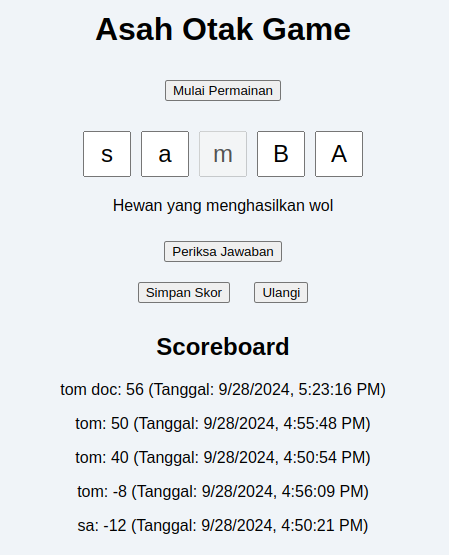 Asah Otak Game
Mulai Permainan
s a m B A
Hewan yang menghasilkan wol
Periksa Jawaban
Simpan Skor Ulangi
Scoreboard
tom doc: 56 (Tanggal: 9/28/2024, 5:23:16 PM)
tom: 50 (Tanggal: 9/28/2024, 4:55:48 PM)
tom: 40 (Tanggal: 9/28/2024, 4:50:54 PM)
tom: -8 (Tanggal: 9/28/2024, 4:56:09 PM)
sa: -12 (Tanggal: 9/28/2024, 4:50:21 PM)